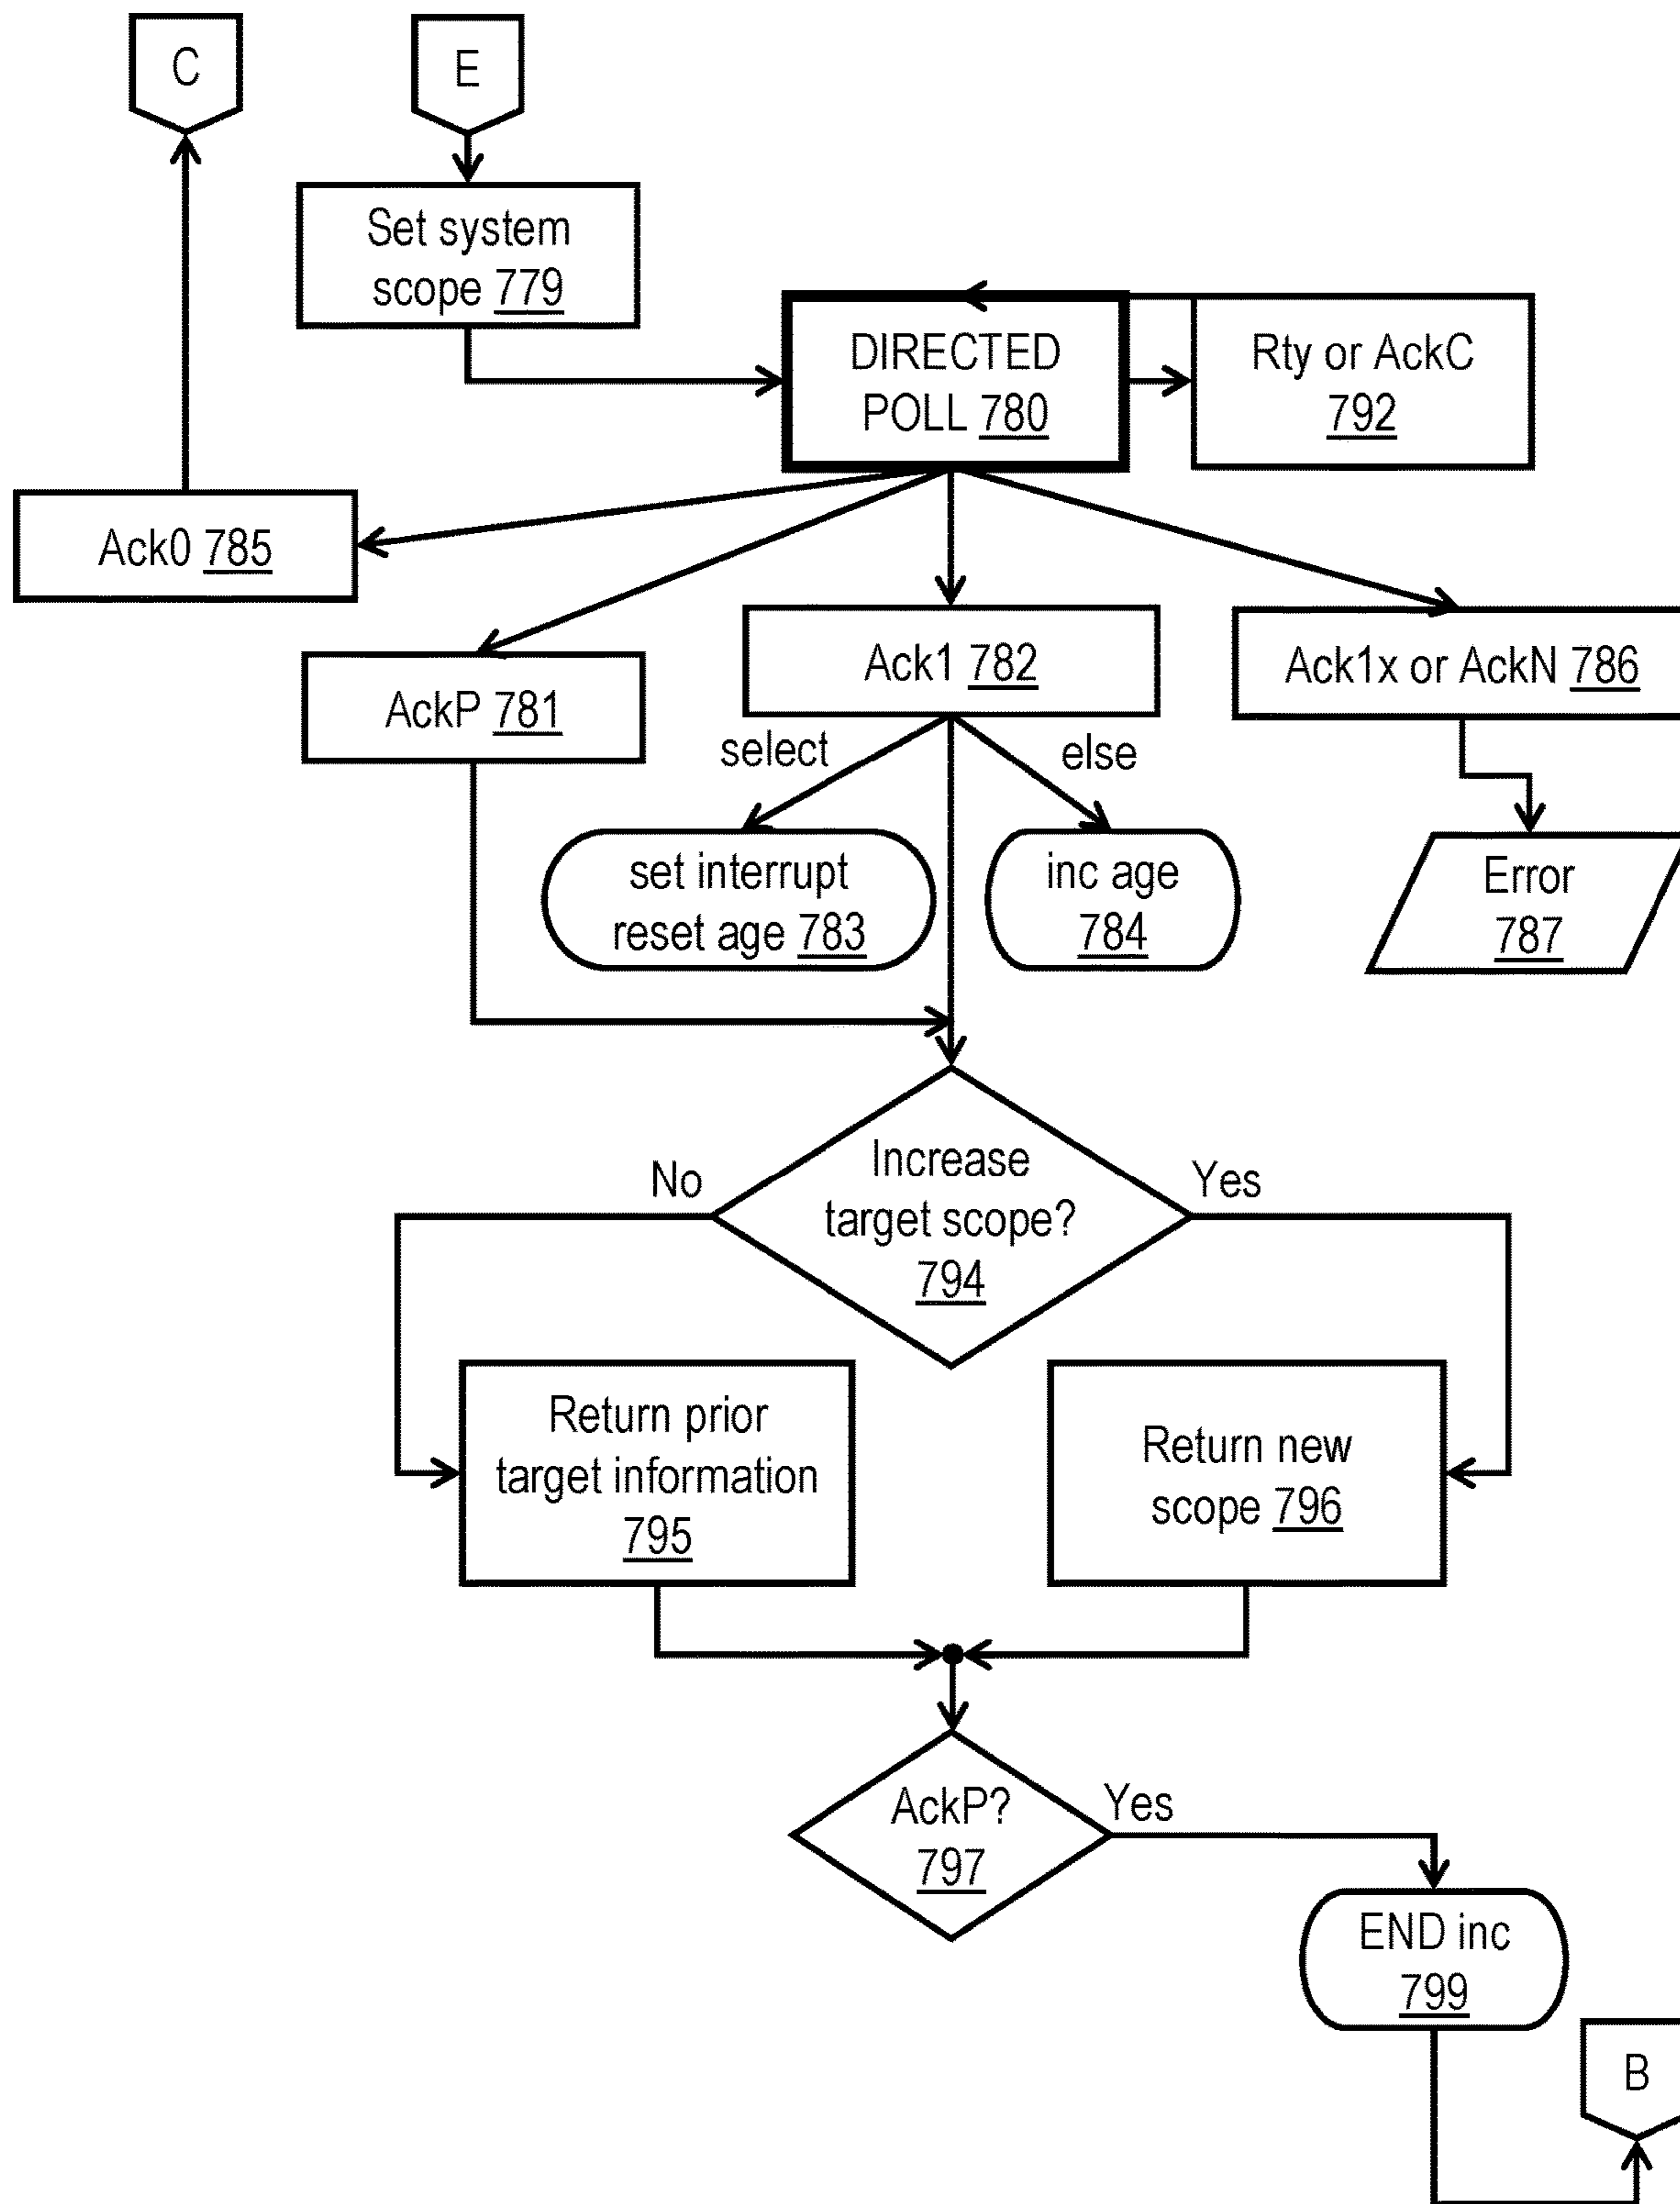 C
E
Set system
scope 779
DIRECTED
POLL 780
Rty or AckC
792
Ack0 785
AckP 781
Ack1 782
Ack1x or AckN 786
select
else
set interrupt
reset age 783
inc age
784
Error
787
Increase
target scope?
794
No
Yes
Return prior
target information
795
Return new
scope 796
AckP?
797
Yes
END inc
799
B